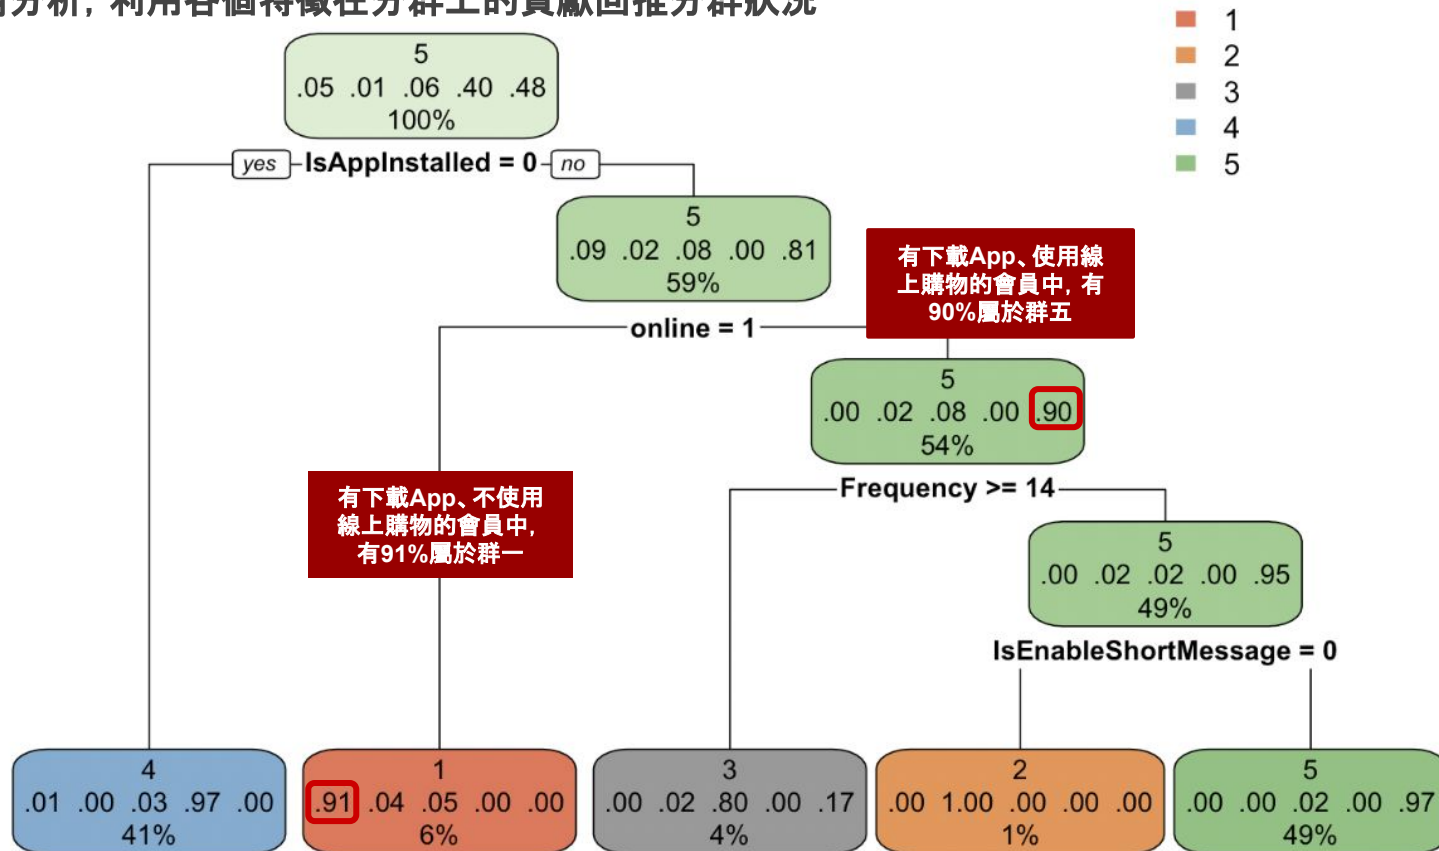 分析, 利用各個特徵在分群上的貢獻回推分群狀況
1
2
3
4
5
5
.05 .01 .06 .40 .48
100%
yes IsAppInstalled = 0 no
5
.09 .02 .08 .00 .81
59%
有下載App、使用線
上購物的會員中, 有
90%屬於群五
online = 1
5
.00 .02 .08 .00 .90
54%
有下載App、不使用
線上購物的會員中,
有91%屬於群一
Frequency >= 14
5
.00 .02 .02 .00 .95
49%
IsEnableShortMessage = 0
4
.01 .00 .03 .97 .00
41%
1
.91 .04 .05 .00 .00
6%
3
.00 .02 .80 .00 .17
4%
2
.00 1.00 .00 .00 .00
1%
5
.00 .00 .02 .00 .97
49%